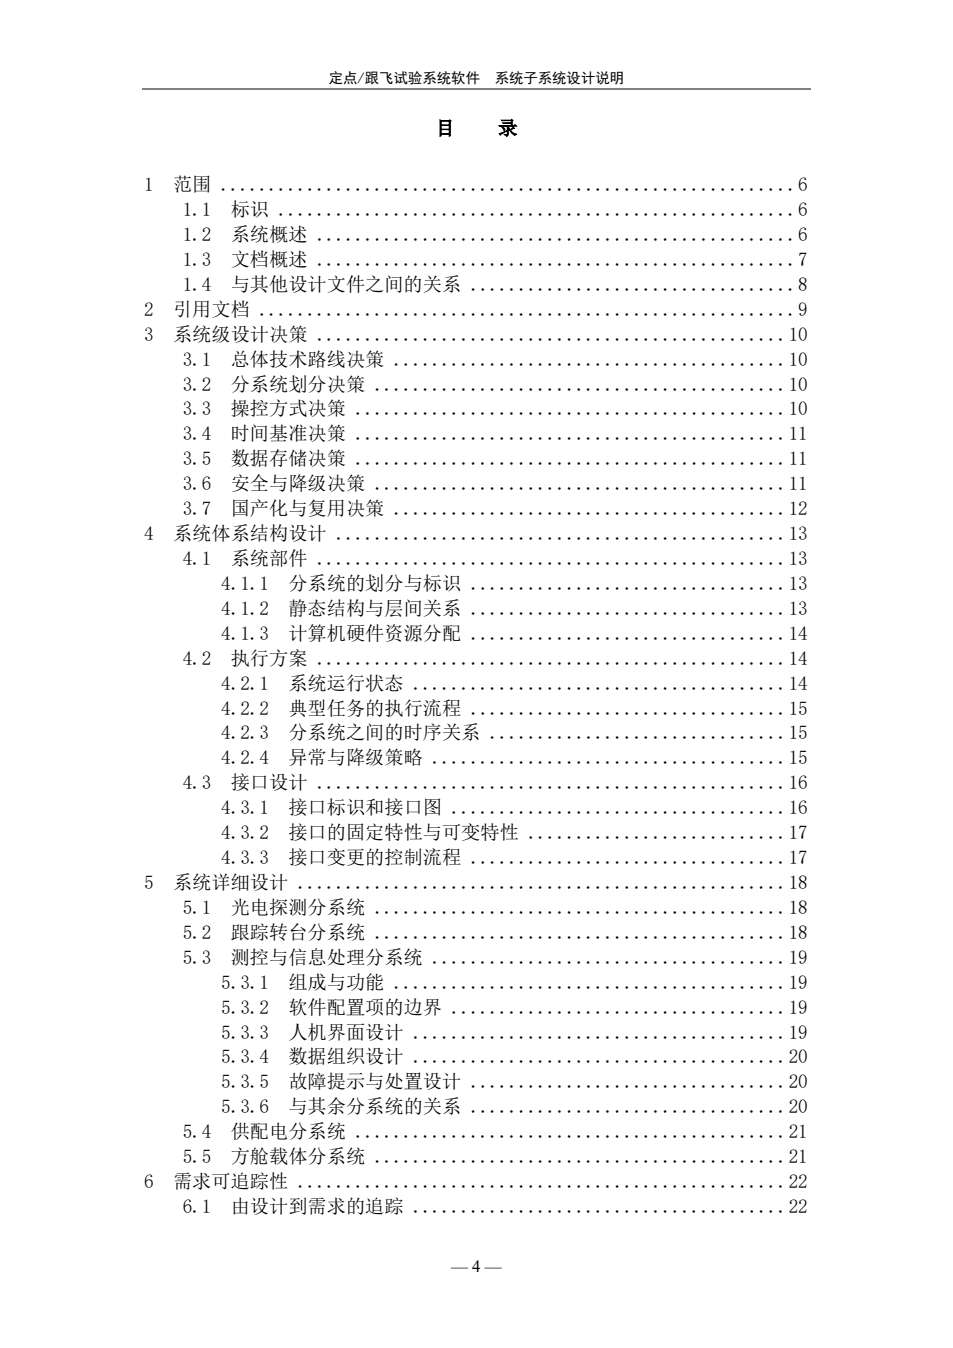 定点/跟飞试验系统软件　系统子系统设计说明
目　　录
1　范围 ............................................................ 6
1.1　标识 ...................................................... 6
1.2　系统概述 .................................................. 6
1.3　文档概述 .................................................. 7
1.4　与其他设计文件之间的关系 .................................. 8
2　引用文档 ........................................................ 9
3　系统级设计决策 ................................................. 10
3.1　总体技术路线决策 ......................................... 10
3.2　分系统划分决策 ........................................... 10
3.3　操控方式决策 ............................................. 10
3.4　时间基准决策 ............................................. 11
3.5　数据存储决策 ............................................. 11
3.6　安全与降级决策 ........................................... 11
3.7　国产化与复用决策 ......................................... 12
4　系统体系结构设计 ............................................... 13
4.1　系统部件 ................................................. 13
4.1.1　分系统的划分与标识 ................................. 13
4.1.2　静态结构与层间关系 ................................. 13
4.1.3　计算机硬件资源分配 ................................. 14
4.2　执行方案 ................................................. 14
4.2.1　系统运行状态 ....................................... 14
4.2.2　典型任务的执行流程 ................................. 15
4.2.3　分系统之间的时序关系 ............................... 15
4.2.4　异常与降级策略 ..................................... 15
4.3　接口设计 ................................................. 16
4.3.1　接口标识和接口图 ................................... 16
4.3.2　接口的固定特性与可变特性 ........................... 17
4.3.3　接口变更的控制流程 ................................. 17
5　系统详细设计 ................................................... 18
5.1　光电探测分系统 ........................................... 18
5.2　跟踪转台分系统 ........................................... 18
5.3　测控与信息处理分系统 ..................................... 19
5.3.1　组成与功能 ......................................... 19
5.3.2　软件配置项的边界 ................................... 19
5.3.3　人机界面设计 ....................................... 19
5.3.4　数据组织设计 ....................................... 20
5.3.5　故障提示与处置设计 ................................. 20
5.3.6　与其余分系统的关系 ................................. 20
5.4　供配电分系统 ............................................. 21
5.5　方舱载体分系统 ........................................... 21
6　需求可追踪性 ................................................... 22
6.1　由设计到需求的追踪 ....................................... 22
— 4 —